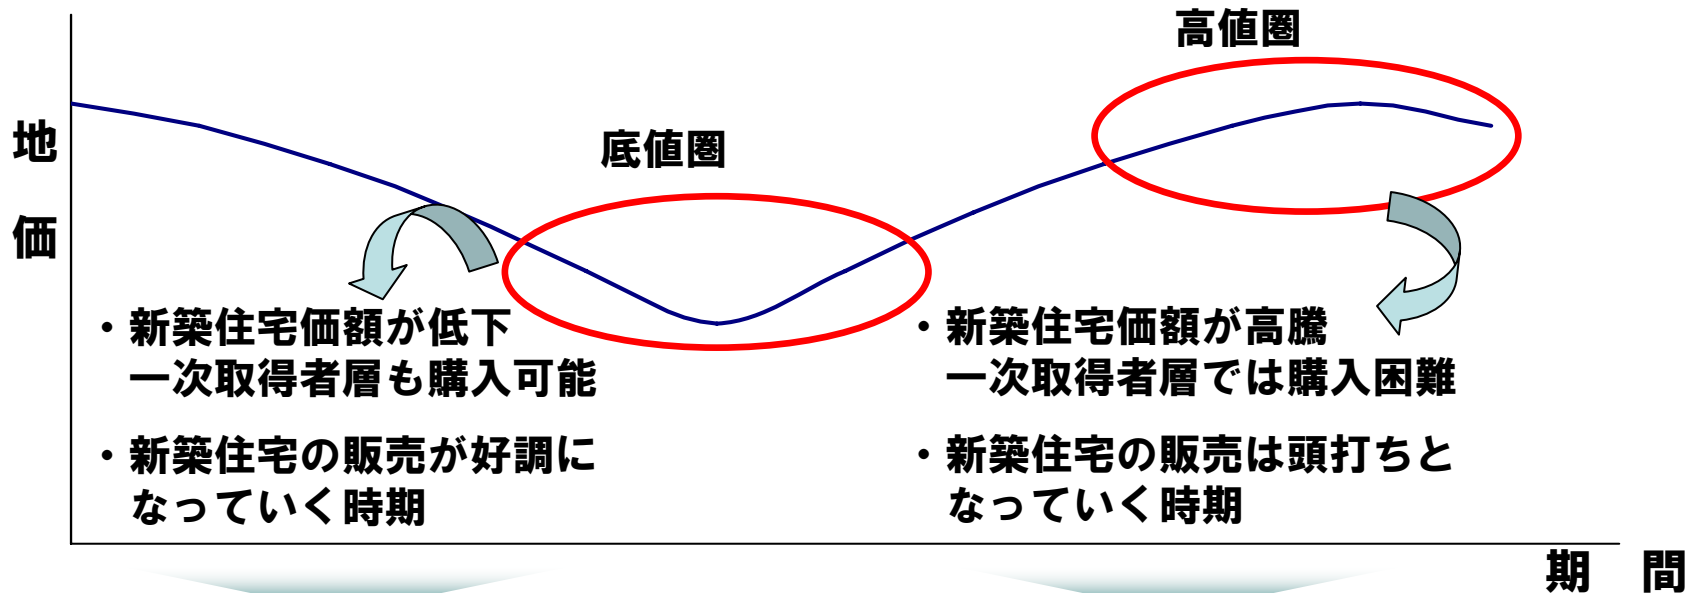 高値圏
底値圏
地
価
・新築住宅価額が低下
一次取得者層も購入可能
・新築住宅の販売が好調に
なっていく時期
・新築住宅価額が高騰
一次取得者層では購入困難
・新築住宅の販売は頭打ちと
なっていく時期
期　間